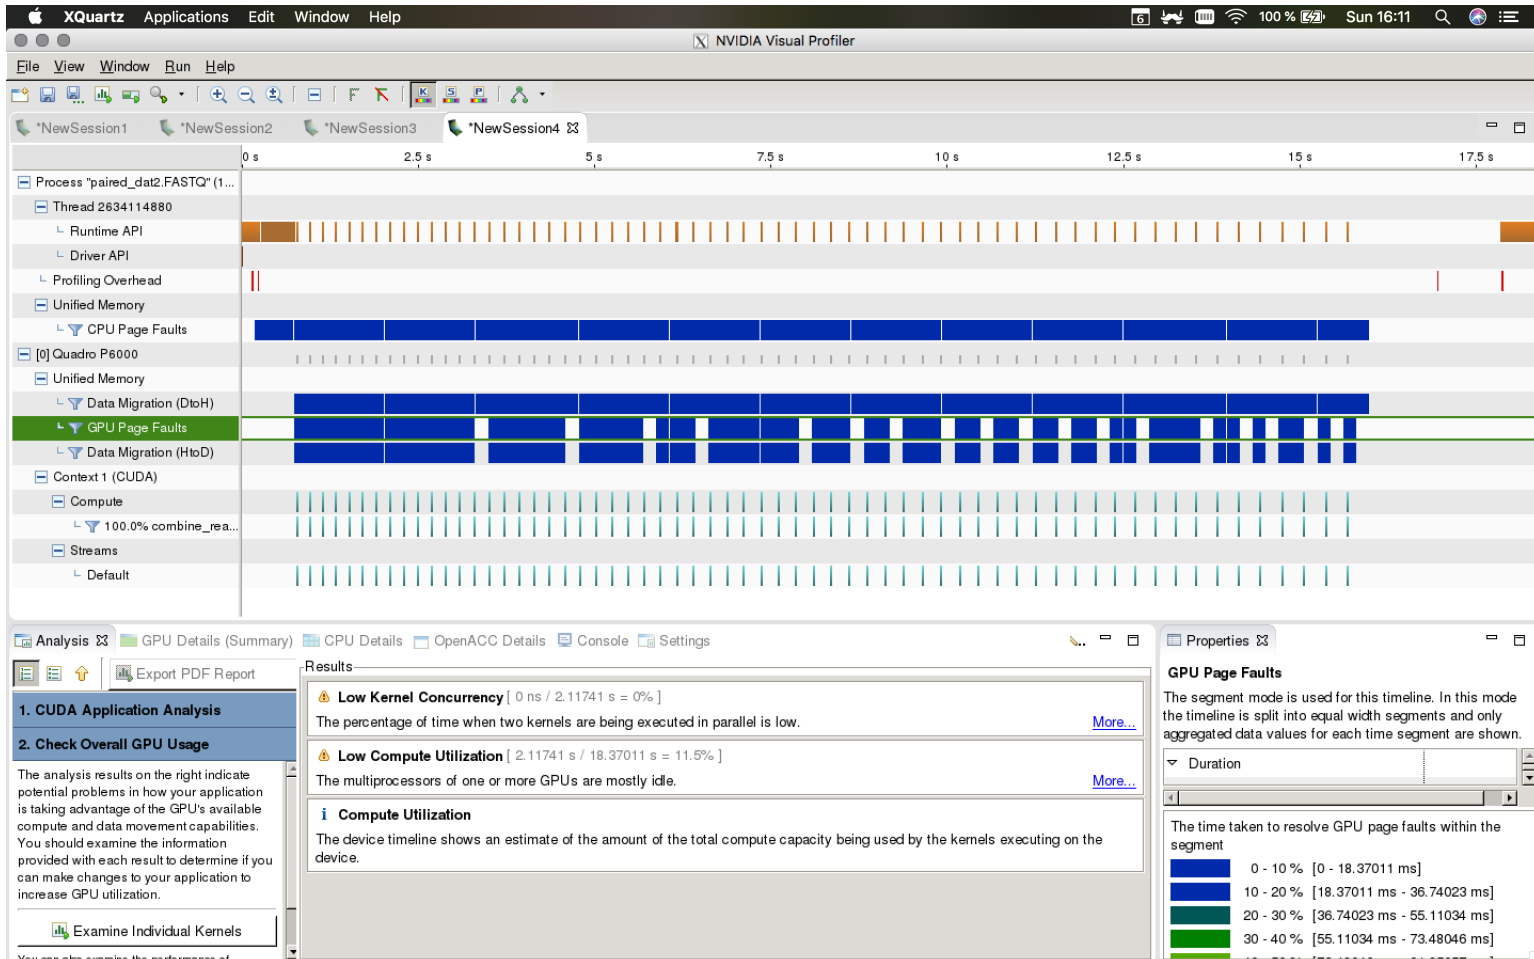 XQuartz Applications Edit Window Help
6 100 % Sun 16:11
X NVIDIA Visual Profiler
File View Window Run Help
K S P
*NewSession1 *NewSession2 *NewSession3 *NewSession4
0 s 2.5 s 5 s 7.5 s 10 s 12.5 s 15 s 17.5 s
Process "paired_dat2.FASTQ" (1...
Thread 2634114880
Runtime API
Driver API
Profiling Overhead
Unified Memory
CPU Page Faults
[0] Quadro P6000
Unified Memory
Data Migration (DtoH)
GPU Page Faults
Data Migration (HtoD)
Context 1 (CUDA)
Compute
100.0% combine_rea...
Streams
Default
Analysis GPU Details (Summary) CPU Details OpenACC Details Console Settings
Export PDF Report
1. CUDA Application Analysis
2. Check Overall GPU Usage
The analysis results on the right indicate
potential problems in how your application
is taking advantage of the GPU's available
compute and data movement capabilities.
You should examine the information
provided with each result to determine if you
can make changes to your application to
increase GPU utilization.
Examine Individual Kernels
Results
Low Kernel Concurrency [ 0 ns / 2.11741 s = 0% ]
The percentage of time when two kernels are being executed in parallel is low. More...
Low Compute Utilization [ 2.11741 s / 18.37011 s = 11.5% ]
The multiprocessors of one or more GPUs are mostly idle. More...
i Compute Utilization
The device timeline shows an estimate of the amount of the total compute capacity being used by the kernels executing on the
device.
Properties
GPU Page Faults
The segment mode is used for this timeline. In this mode
the timeline is split into equal width segments and only
aggregated data values for each time segment are shown.
Duration
The time taken to resolve GPU page faults within the
segment
0 - 10 % [0 - 18.37011 ms]
10 - 20 % [18.37011 ms - 36.74023 ms]
20 - 30 % [36.74023 ms - 55.11034 ms]
30 - 40 % [55.11034 ms - 73.48046 ms]